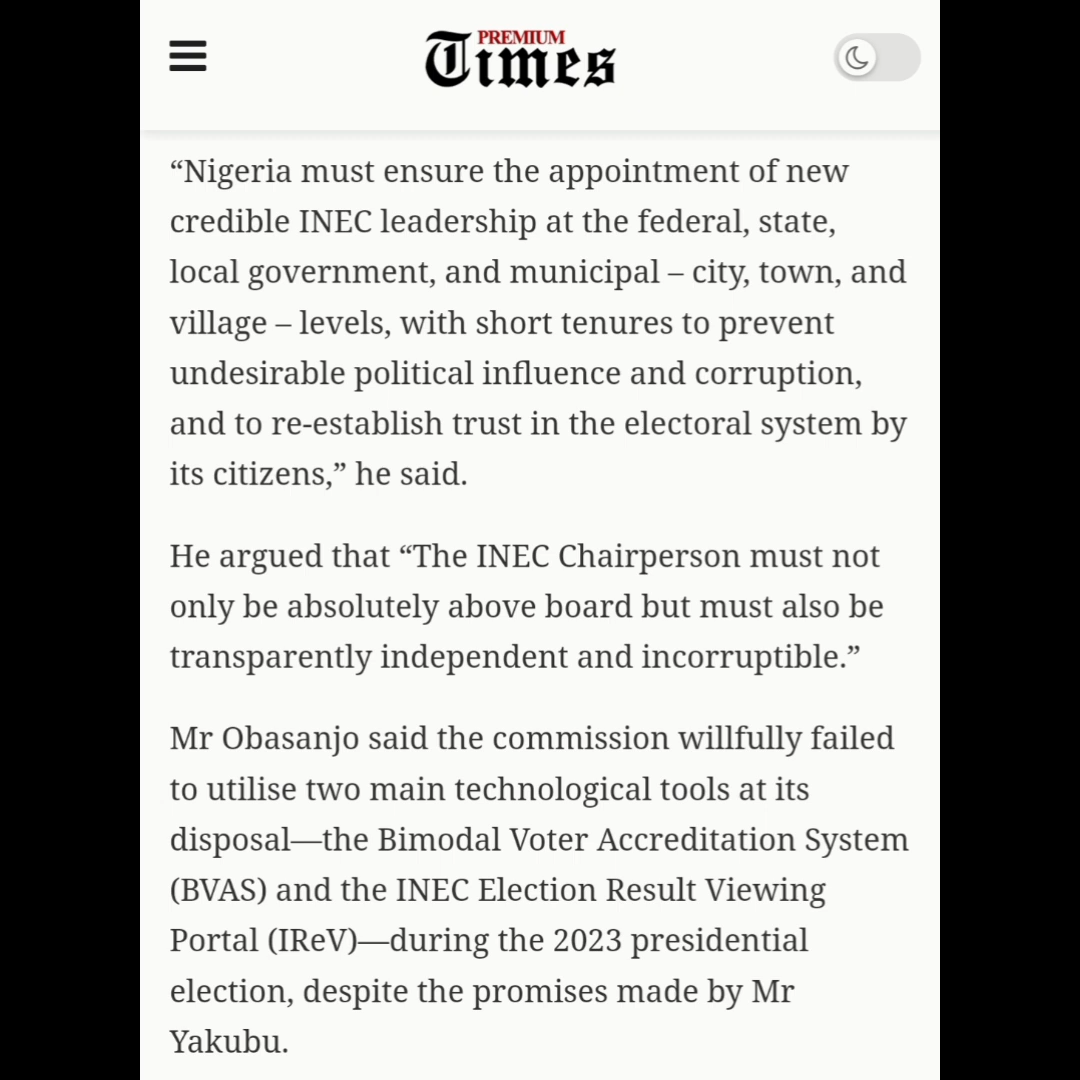 PREMIUM
Times
“Nigeria must ensure the appointment of new
credible INEC leadership at the federal, state,
local government, and municipal – city, town, and
village – levels, with short tenures to prevent
undesirable political influence and corruption,
and to re-establish trust in the electoral system by
its citizens,” he said.
He argued that “The INEC Chairperson must not
only be absolutely above board but must also be
transparently independent and incorruptible.”
Mr Obasanjo said the commission willfully failed
to utilise two main technological tools at its
disposal—the Bimodal Voter Accreditation System
(BVAS) and the INEC Election Result Viewing
Portal (IReV)—during the 2023 presidential
election, despite the promises made by Mr
Yakubu.